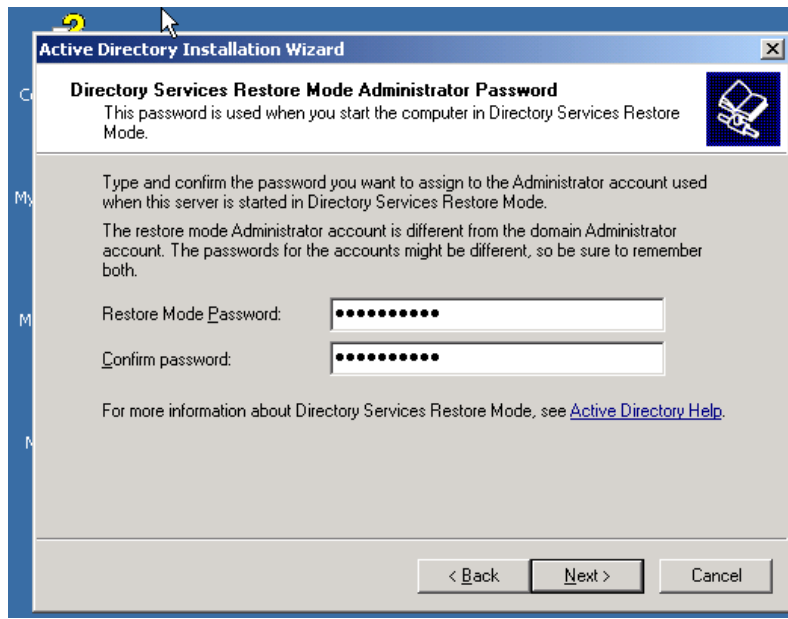 Active Directory Installation Wizard
Directory Services Restore Mode Administrator Password
This password is used when you start the computer in Directory Services Restore
Mode.
Type and confirm the password you want to assign to the Administrator account used
when this server is started in Directory Services Restore Mode.
My
The restore mode Administrator account is different from the domain Administrator
account. The passwords for the accounts might be different, so be sure to remember
both.
Restore Mode Password: ••••••••••
Confirm password: ••••••••••
For more information about Directory Services Restore Mode, see Active Directory Help.
< Back Next > Cancel